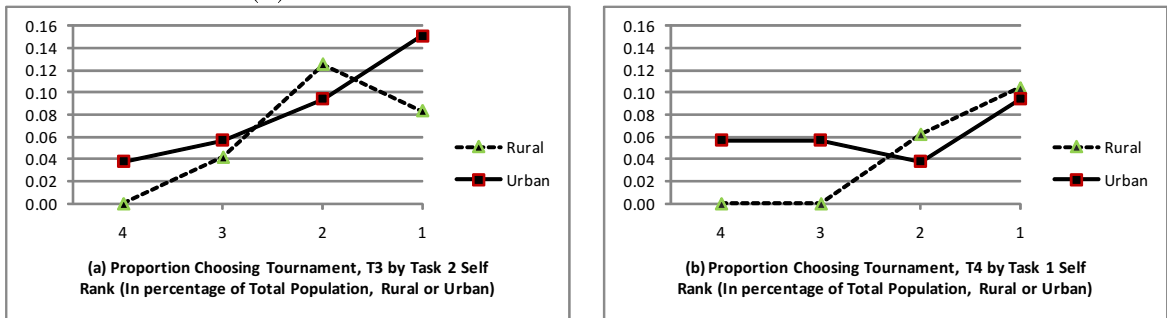 0.16
0.14
0.12
0.10
0.08
0.06
0.04
0.02
0.00
4 3 2 1
Rural
Urban
(a) Proportion Choosing Tournament, T3 by Task 2 Self
Rank (In percentage of Total Population, Rural or Urban)
0.16
0.14
0.12
0.10
0.08
0.06
0.04
0.02
0.00
4 3 2 1
Rural
Urban
(b) Proportion Choosing Tournament, T4 by Task 1 Self
Rank (In percentage of Total Population, Rural or Urban)